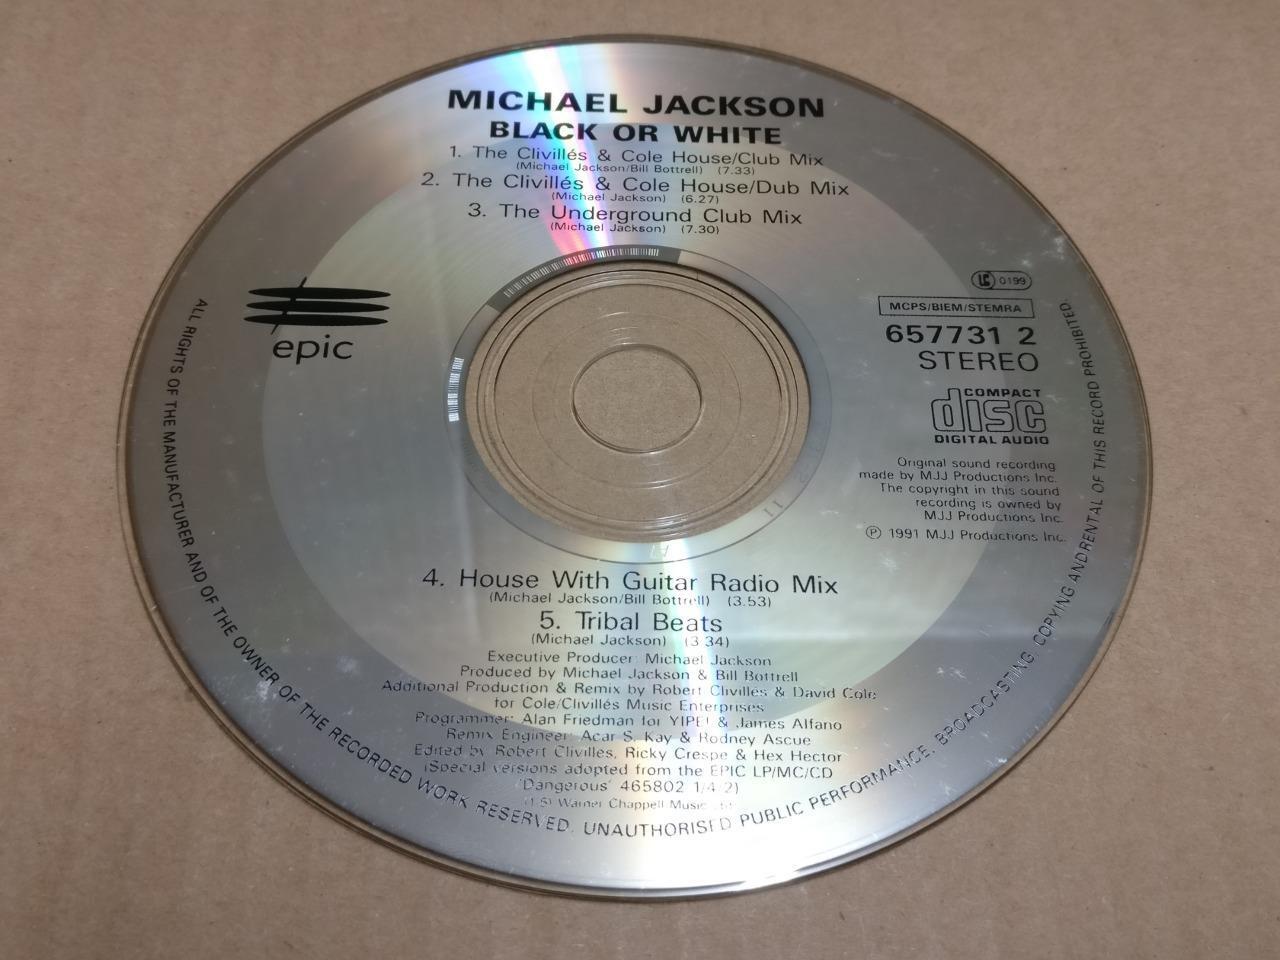 MICHAEL JACKSON
BLACK OR WHITE
1. The Clivillés & Cole House/Club Mix
(Michael Jackson/Bill Bottrell) (7.33)
2. The Clivillés & Cole House/Dub Mix
(Michael Jackson) (6.27)
3. The Underground Club Mix
(Michael Jackson) (7.30)
epic
LC 0199
MCPS/BIEM/STEMRA
657731 2
STEREO
COMPACT
disc
DIGITAL AUDIO
Original sound recording
made by MJJ Productions Inc.
The copyright in this sound
recording is owned by
MJJ Productions Inc.
℗ 1991 MJJ Productions Inc.
4. House With Guitar Radio Mix
(Michael Jackson/Bill Bottrell) (3.53)
5. Tribal Beats
(Michael Jackson) (3.34)
Executive Producer: Michael Jackson
Produced by Michael Jackson & Bill Bottrell
Additional Production & Remix by Robert Clivilles & David Cole
for Cole/Clivillés Music Enterprises
Programmer: Alan Friedman for YIPE! & James Alfano
Remix Engineer: Acar S. Kay & Rodney Ascue
Edited by Robert Clivilles, Ricky Crespe & Hex Hector
(Special versions adopted from the EPIC LP/MC/CD
'Dangerous' 465802 1/4/2)
(1-5) Warner Chappell Music
ALL RIGHTS OF THE MANUFACTURER AND OF THE OWNER OF THE RECORDED WORK RESERVED. UNAUTHORISED PUBLIC PERFORMANCE, BROADCASTING, COPYING ANDRENTAL OF THIS RECORD PROHIBITED.